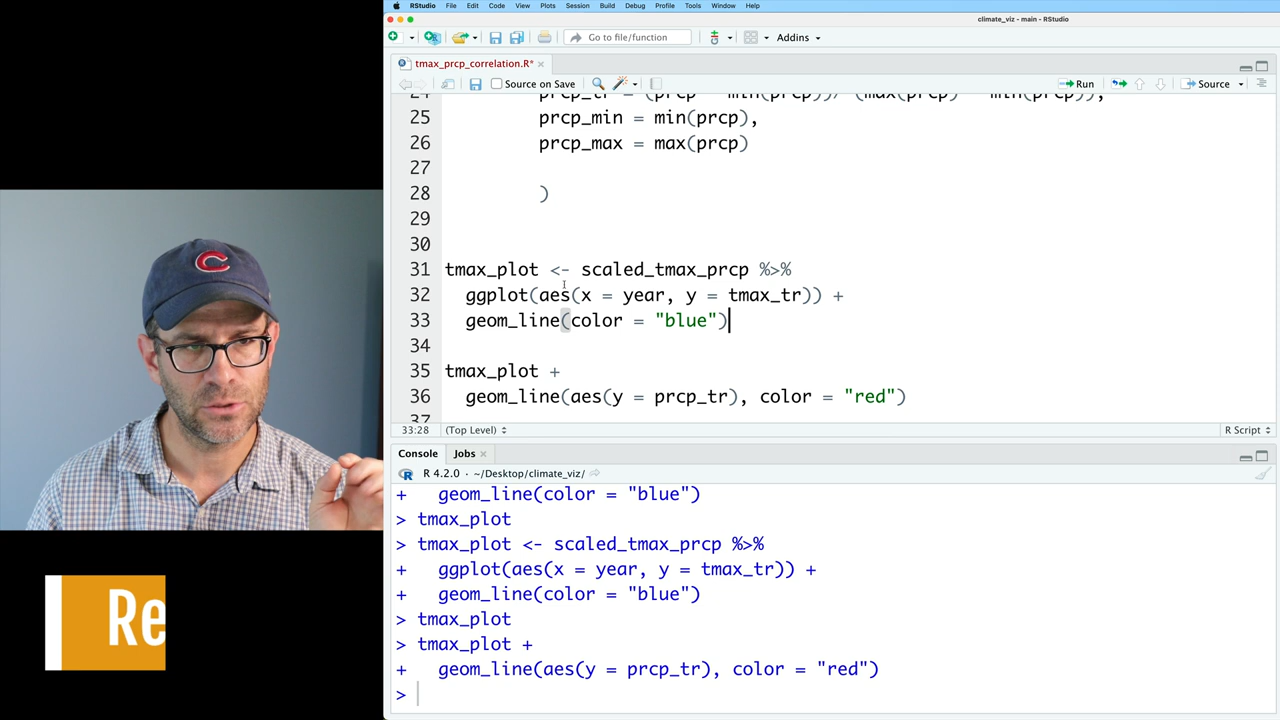 RStudio File Edit Code View Plots Session Build Debug Profile Tools Window Help
climate_viz - main - RStudio
Go to file/function Addins
tmax_prcp_correlation.R*
Source on Save Run Source
24 prcp_tr = (prcp - min(prcp))/ (max(prcp) - min(prcp)),
25 prcp_min = min(prcp),
26 prcp_max = max(prcp)
27
28 )
29
30
31 tmax_plot <- scaled_tmax_prcp %>%
32 ggplot(aes(x = year, y = tmax_tr)) +
33 geom_line(color = "blue")
34
35 tmax_plot +
36 geom_line(aes(y = prcp_tr), color = "red")
37
33:28 (Top Level) R Script
Console Jobs
R 4.2.0 · ~/Desktop/climate_viz/
+ geom_line(color = "blue")
> tmax_plot
> tmax_plot <- scaled_tmax_prcp %>%
+ ggplot(aes(x = year, y = tmax_tr)) +
+ geom_line(color = "blue")
> tmax_plot
> tmax_plot +
+ geom_line(aes(y = prcp_tr), color = "red")
>
C
Re